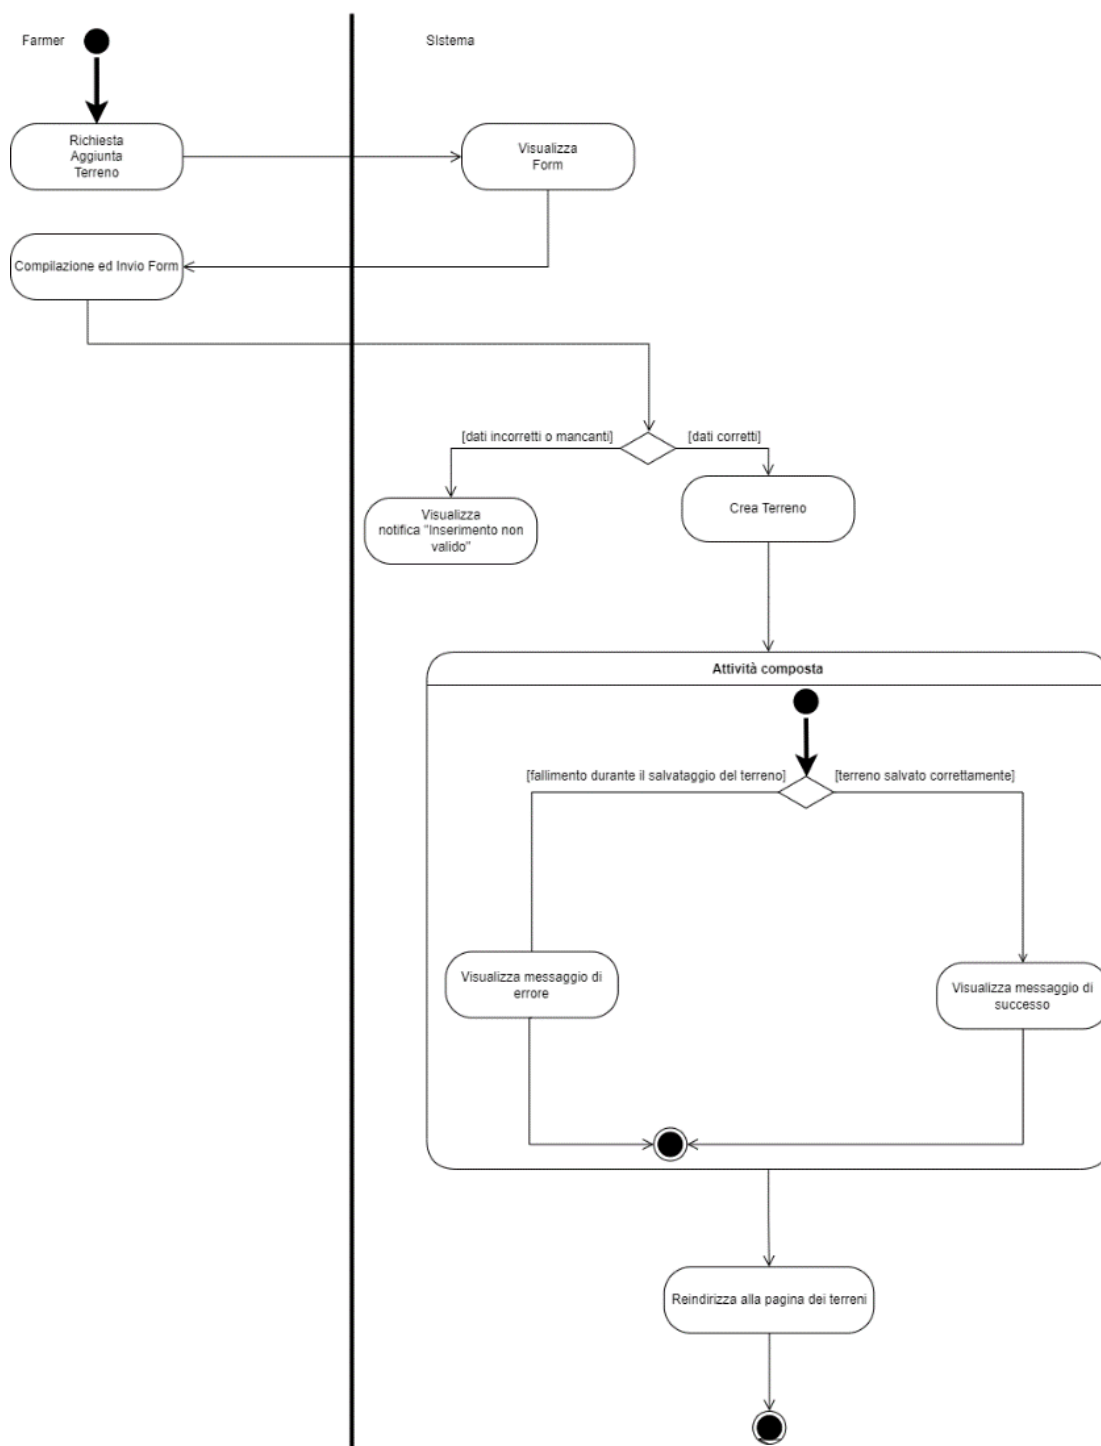 Farmer
SIstema
Richiesta
Aggiunta
Terreno
Visualizza
Form
Compilazione ed Invio Form
[dati incorretti o mancanti]
[dati corretti]
Visualizza
notifica "Inserimento non
valido"
Crea Terreno
Attività composta
[fallimento durante il salvataggio del terreno]
[terreno salvato correttamente]
Visualizza messaggio di
errore
Visualizza messaggio di
successo
Reindirizza alla pagina dei terreni